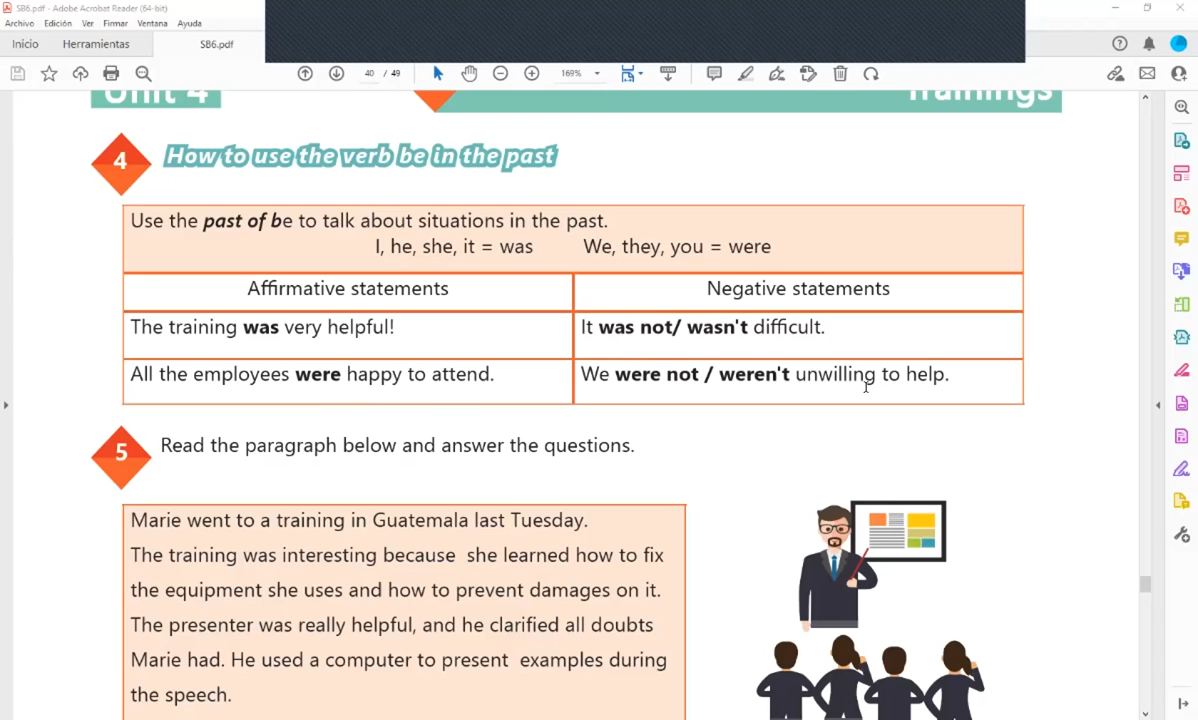 SB6.pdf - Adobe Acrobat Reader (64-bit)
Archivo Edición Ver Firmar Ventana Ayuda
Inicio Herramientas SB6.pdf
40 / 49 169%
Unit 4 Trainings
4 How to use the verb be in the past
Use the past of be to talk about situations in the past.
I, he, she, it = was We, they, you = were
Affirmative statements Negative statements
The training was very helpful! It was not/ wasn't difficult.
All the employees were happy to attend. We were not / weren't unwilling to help.
5 Read the paragraph below and answer the questions.
Marie went to a training in Guatemala last Tuesday.
The training was interesting because she learned how to fix
the equipment she uses and how to prevent damages on it.
The presenter was really helpful, and he clarified all doubts
Marie had. He used a computer to present examples during
the speech.